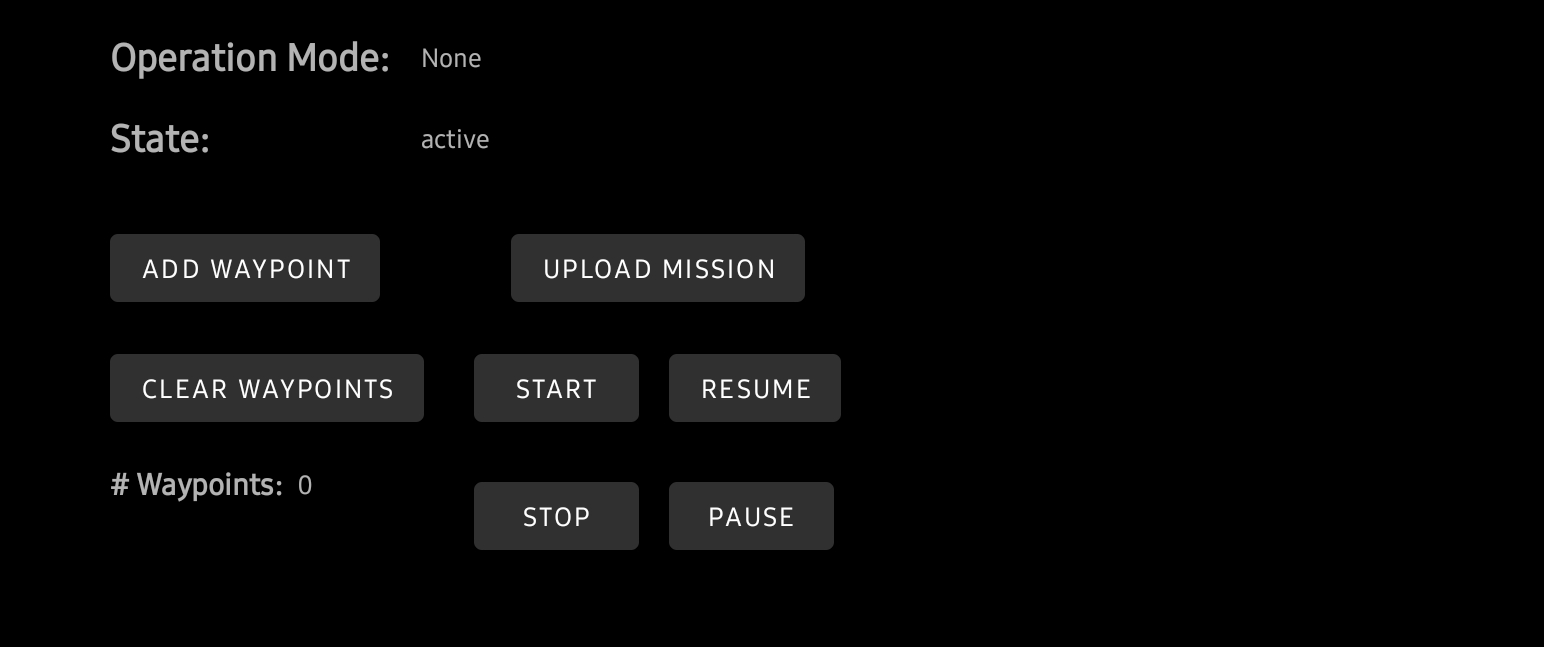 Operation Mode: None
State: active
ADD WAYPOINT UPLOAD MISSION
CLEAR WAYPOINTS START RESUME
# Waypoints: 0
STOP PAUSE